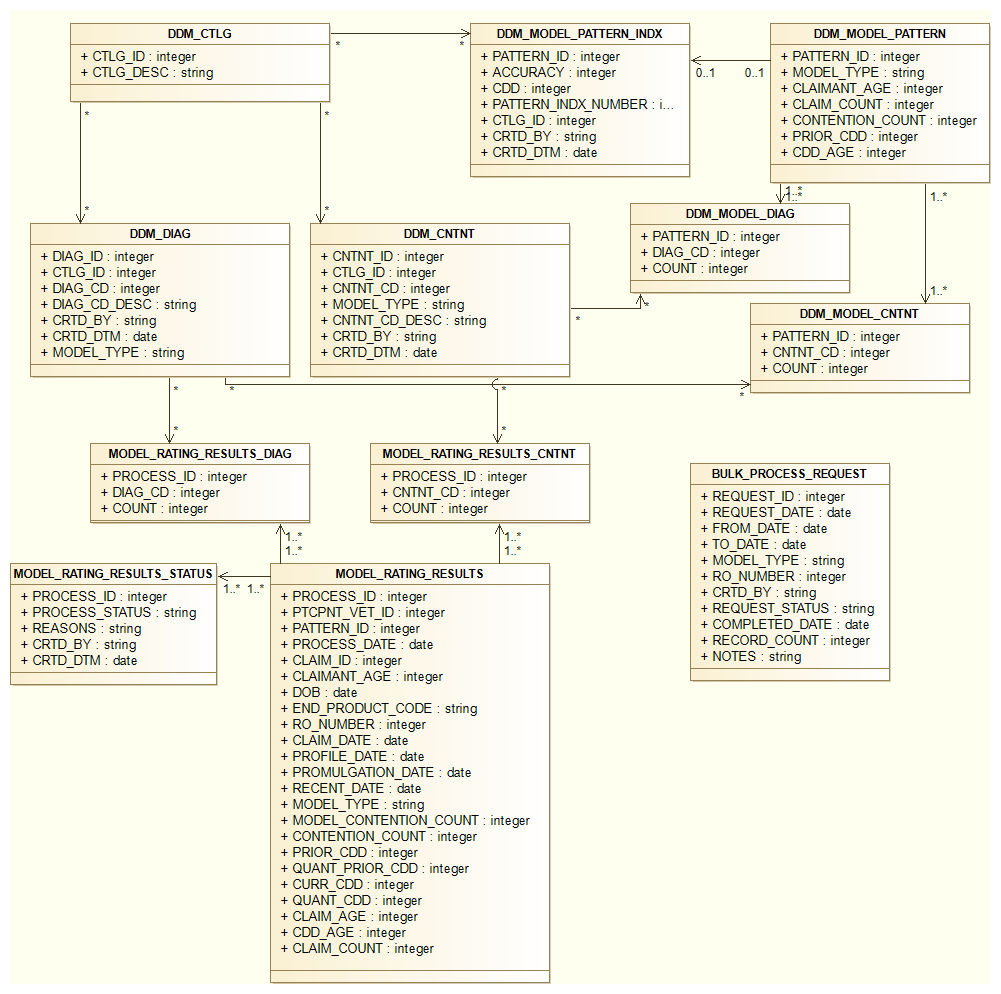 DDM_CTLG
+ CTLG_ID : integer
+ CTLG_DESC : string
*
*
DDM_MODEL_PATTERN_INDX
+ PATTERN_ID : integer
+ ACCURACY : integer
+ CDD : integer
+ PATTERN_INDX_NUMBER : i...
+ CTLG_ID : integer
+ CRTD_BY : string
+ CRTD_DTM : date
0..1
0..1
DDM_MODEL_PATTERN
+ PATTERN_ID : integer
+ MODEL_TYPE : string
+ CLAIMANT_AGE : integer
+ CLAIM_COUNT : integer
+ CONTENTION_COUNT : integer
+ PRIOR_CDD : integer
+ CDD_AGE : integer
*
*
*
*
1..*
1..*
1..*
1..*
DDM_DIAG
+ DIAG_ID : integer
+ CTLG_ID : integer
+ DIAG_CD : integer
+ DIAG_CD_DESC : string
+ CRTD_BY : string
+ CRTD_DTM : date
+ MODEL_TYPE : string
DDM_CNTNT
+ CNTNT_ID : integer
+ CTLG_ID : integer
+ CNTNT_CD : integer
+ MODEL_TYPE : string
+ CNTNT_CD_DESC : string
+ CRTD_BY : string
+ CRTD_DTM : date
DDM_MODEL_DIAG
+ PATTERN_ID : integer
+ DIAG_CD : integer
+ COUNT : integer
*
*
DDM_MODEL_CNTNT
+ PATTERN_ID : integer
+ CNTNT_CD : integer
+ COUNT : integer
*
*
*
*
*
*
MODEL_RATING_RESULTS_DIAG
+ PROCESS_ID : integer
+ DIAG_CD : integer
+ COUNT : integer
MODEL_RATING_RESULTS_CNTNT
+ PROCESS_ID : integer
+ CNTNT_CD : integer
+ COUNT : integer
BULK_PROCESS_REQUEST
+ REQUEST_ID : integer
+ REQUEST_DATE : date
+ FROM_DATE : date
+ TO_DATE : date
+ MODEL_TYPE : string
+ RO_NUMBER : integer
+ CRTD_BY : string
+ REQUEST_STATUS : string
+ COMPLETED_DATE : date
+ RECORD_COUNT : integer
+ NOTES : string
1..*
1..*
1..*
1..*
MODEL_RATING_RESULTS_STATUS
+ PROCESS_ID : integer
+ PROCESS_STATUS : string
+ REASONS : string
+ CRTD_BY : string
+ CRTD_DTM : date
1..*
1..*
MODEL_RATING_RESULTS
+ PROCESS_ID : integer
+ PTCPNT_VET_ID : integer
+ PATTERN_ID : integer
+ PROCESS_DATE : date
+ CLAIM_ID : integer
+ CLAIMANT_AGE : integer
+ DOB : date
+ END_PRODUCT_CODE : string
+ RO_NUMBER : integer
+ CLAIM_DATE : date
+ PROFILE_DATE : date
+ PROMULGATION_DATE : date
+ RECENT_DATE : date
+ MODEL_TYPE : string
+ MODEL_CONTENTION_COUNT : integer
+ CONTENTION_COUNT : integer
+ PRIOR_CDD : integer
+ QUANT_PRIOR_CDD : integer
+ CURR_CDD : integer
+ QUANT_CDD : integer
+ CLAIM_AGE : integer
+ CDD_AGE : integer
+ CLAIM_COUNT : integer